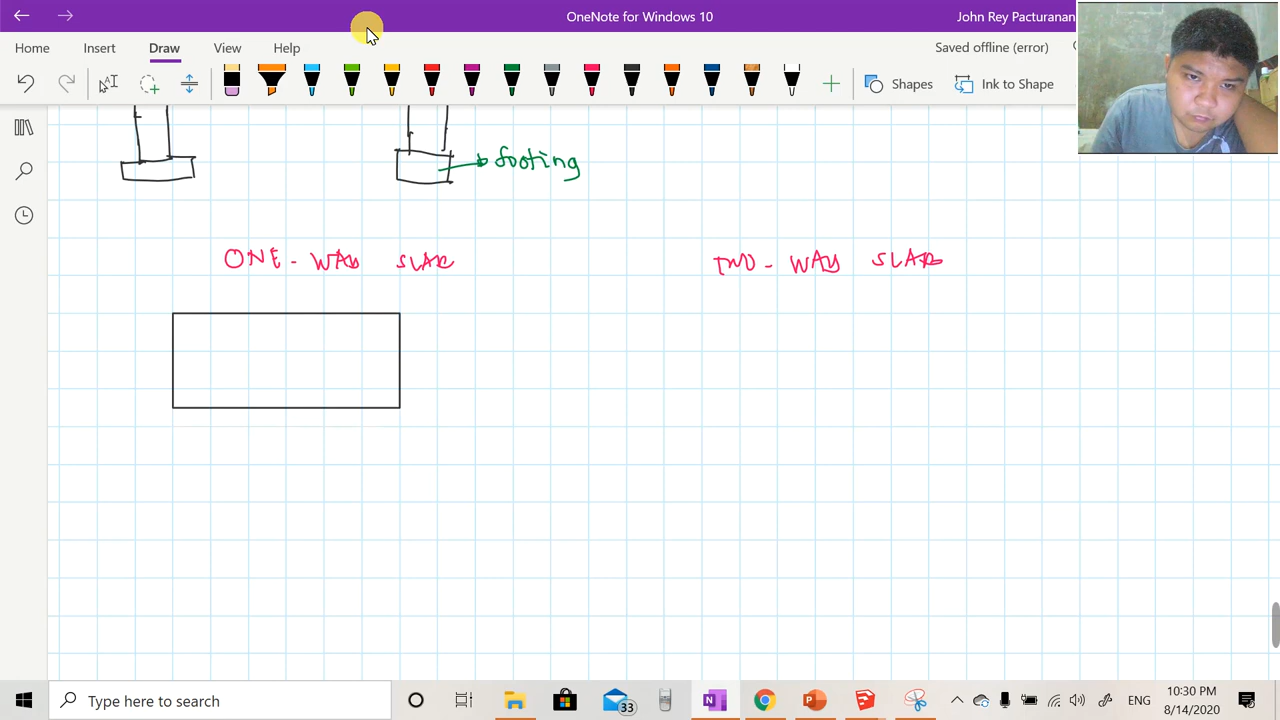 OneNote for Windows 10
John Rey Pacturanan
Home Insert Draw View Help
Saved offline (error)
Shapes
Ink to Shape
footing
ONE - WAY SLAB
TWO - WAY SLAB
Type here to search
33
ENG
10:30 PM
8/14/2020